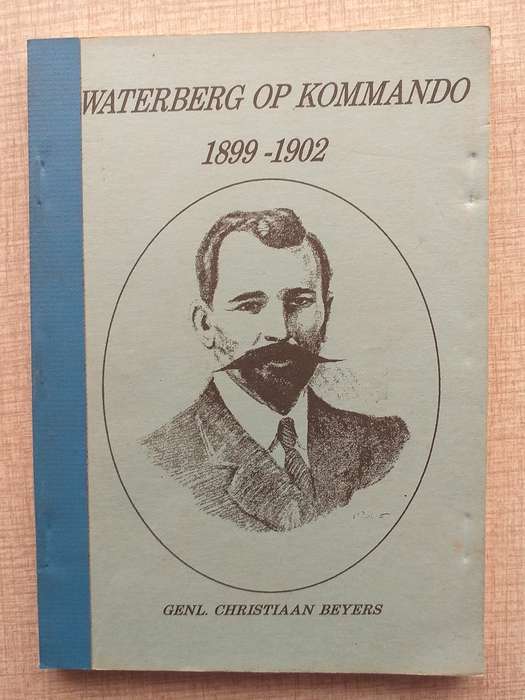 WATERBERG OP KOMMANDO
1899 -1902
GENL. CHRISTIAAN BEYERS